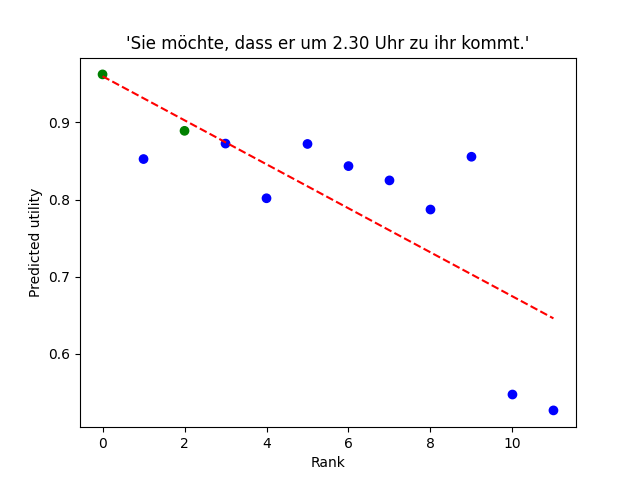 'Sie möchte, dass er um 2.30 Uhr zu ihr kommt.'
Predicted utility
0.9
0.8
0.7
0.6
0 2 4 6 8 10
Rank